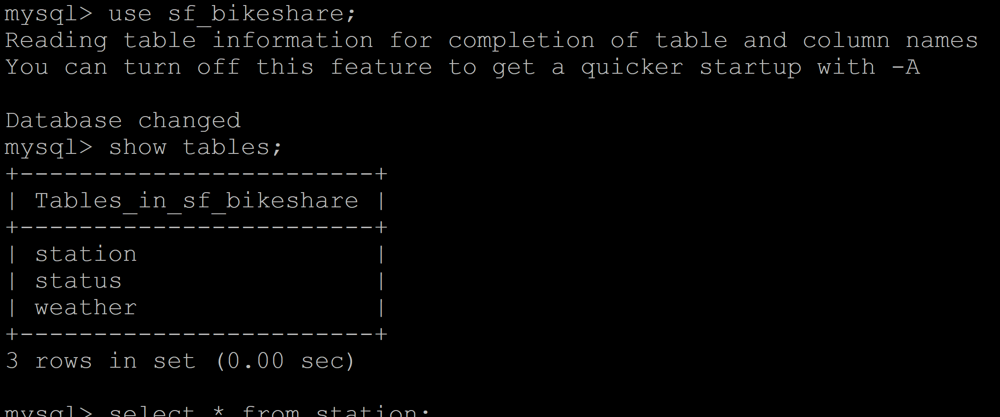 mysql> use sf_bikeshare;
Reading table information for completion of table and column names
You can turn off this feature to get a quicker startup with -A
Database changed
mysql> show tables;
+------------------------+
| Tables_in_sf_bikeshare |
+------------------------+
| station                |
| status                 |
| weather                |
+------------------------+
3 rows in set (0.00 sec)
mysql> select * from station;